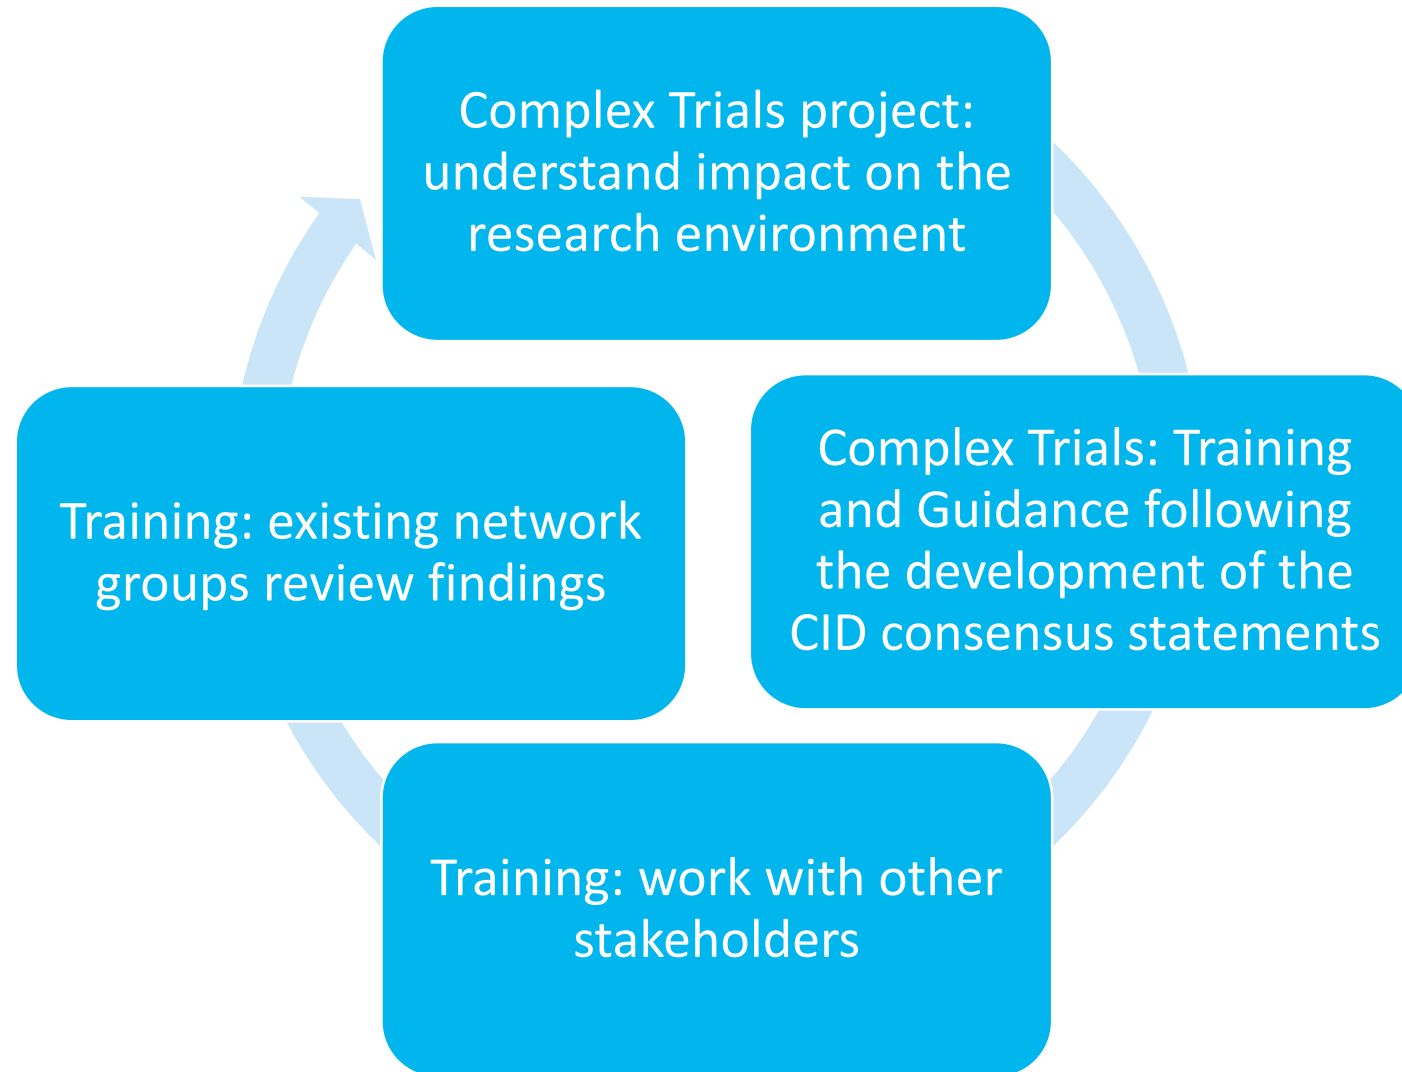 Complex Trials project:
understand impact on the
research environment
Complex Trials: Training
and Guidance following
the development of the
CID consensus statements
Training: work with other
stakeholders
Training: existing network
groups review findings